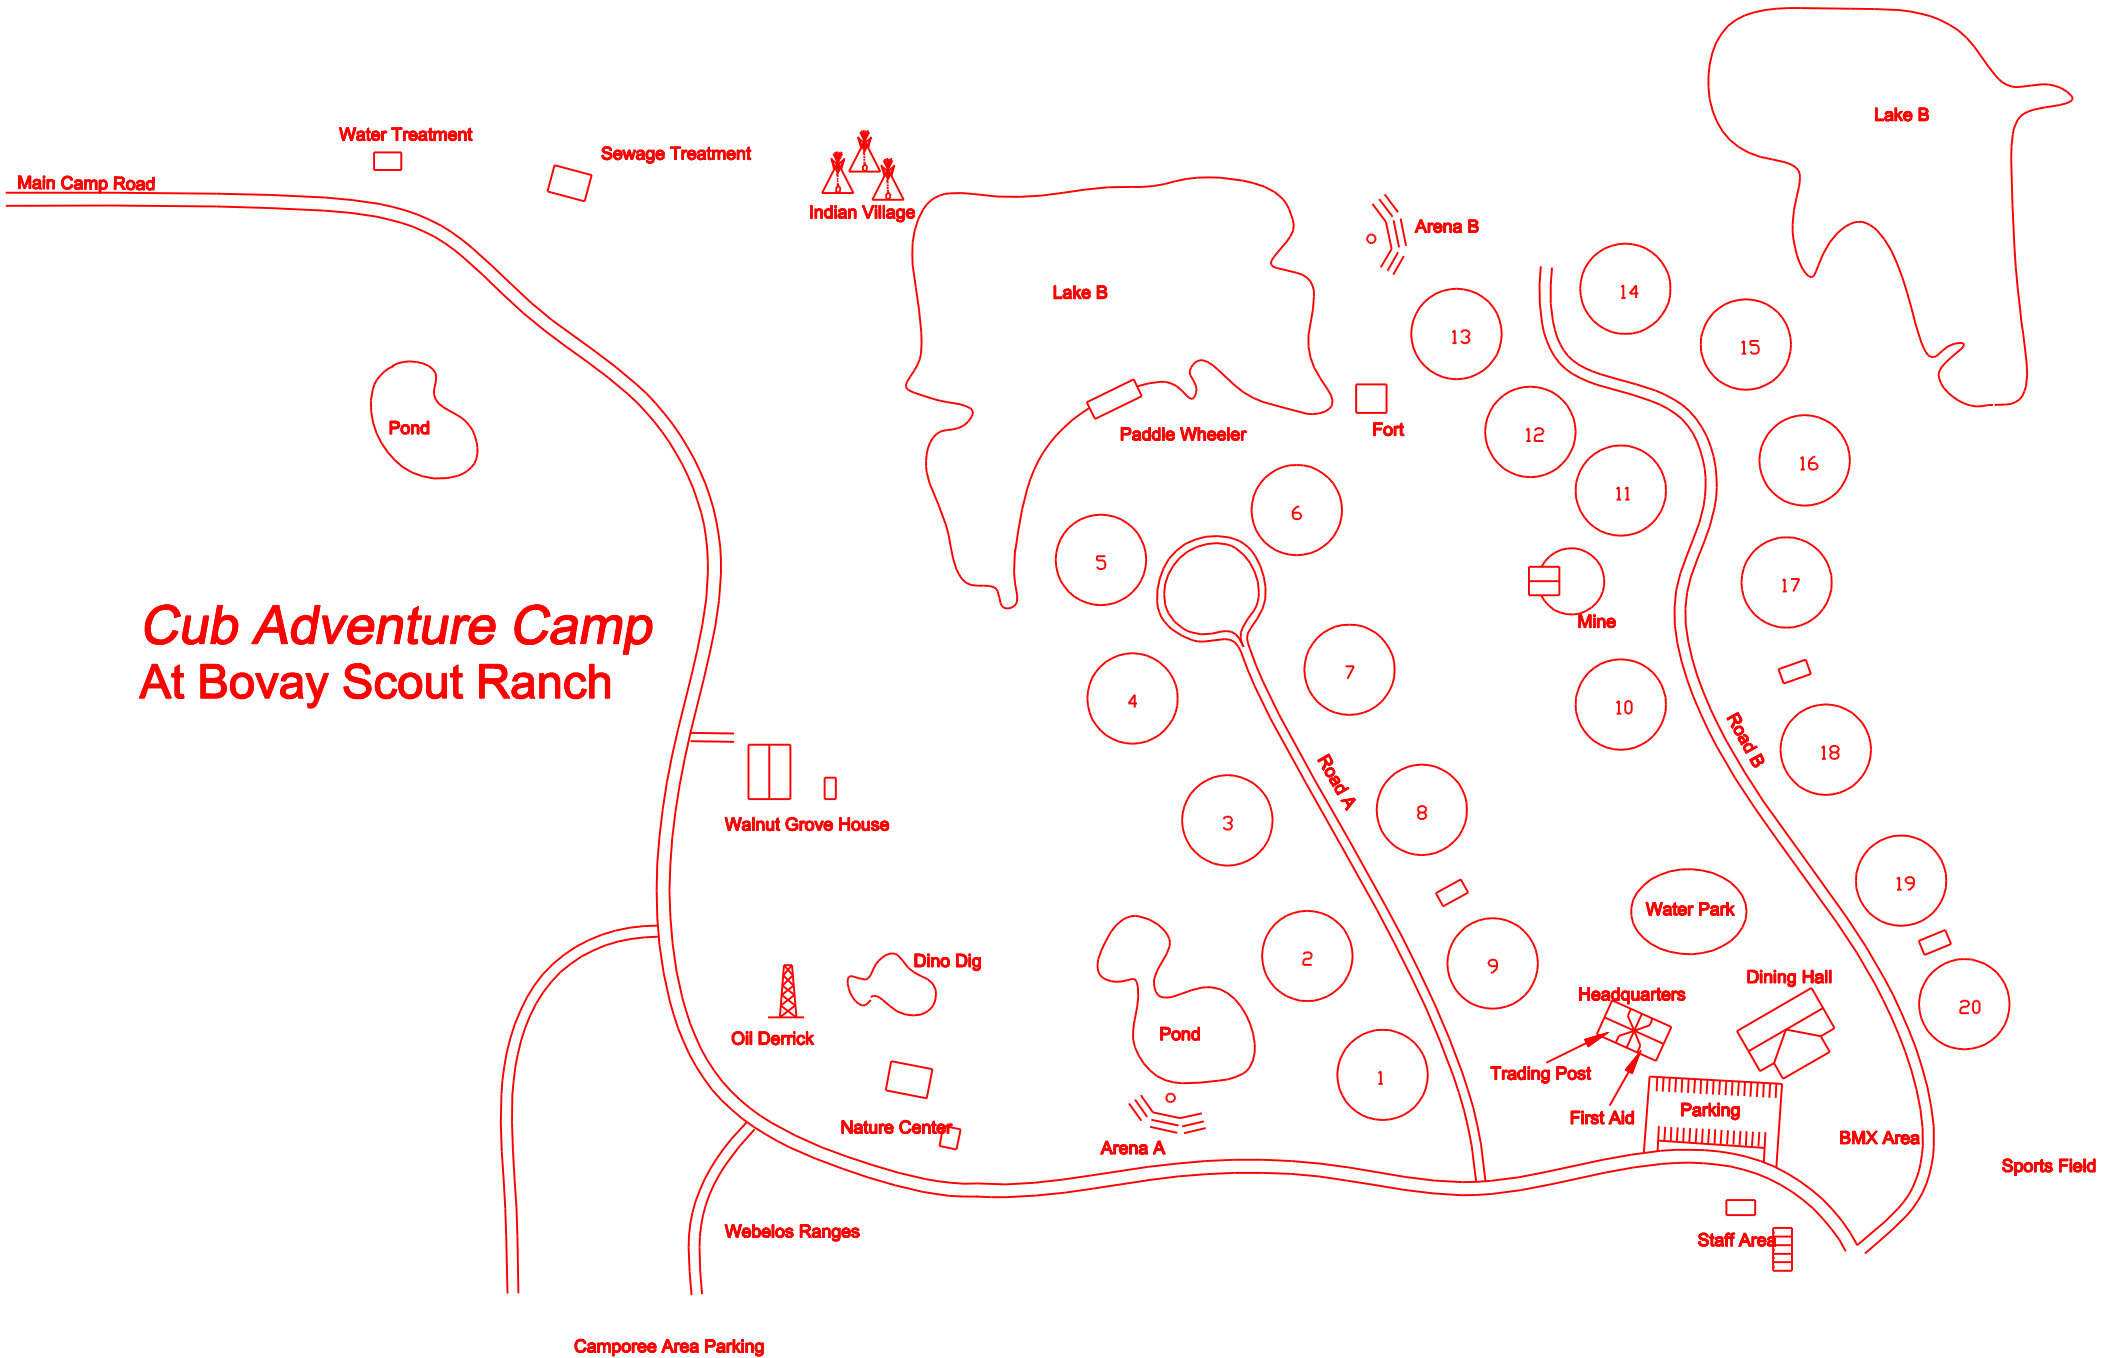 Lake B
Water Treatment
Sewage Treatment
Main Camp Road
Indian Village
Arena B
Lake B
14
13
15
Pond
Paddle Wheeler
Fort
12
16
11
6
5
17
Cub Adventure Camp
At Bovay Scout Ranch
Mine
7
4
10
Road B
18
Road A
Walnut Grove House
3
8
19
Water Park
Dino Dig
2
9
Dining Hall
Headquarters
20
Oil Derrick
Pond
Trading Post
1
Parking
First Aid
Nature Center
Arena A
BMX Area
Sports Field
Webelos Ranges
Staff Area
Camporee Area Parking